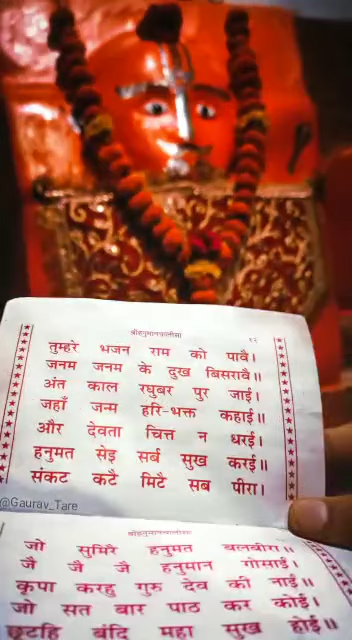 श्रीहनुमानचालीसा १२
तुम्हरे भजन राम को पावै।
जनम जनम के दुख बिसरावै॥
अंत काल रघुबर पुर जाई।
जहाँ जन्म हरि-भक्त कहाई॥
और देवता चित्त न धरई।
हनुमत सेइ सर्ब सुख करई॥
संकट कटै मिटै सब पीरा।
@Gaurav_Tare
श्रीहनुमानचालीसा
जो सुमिरै हनुमत बलबीरा॥
जै जै जै हनुमान गोसाईं।
कृपा करहु गुरु देव की नाईं॥
जो सत बार पाठ कर कोई।
छूटहि बंदि महा सुख होई॥